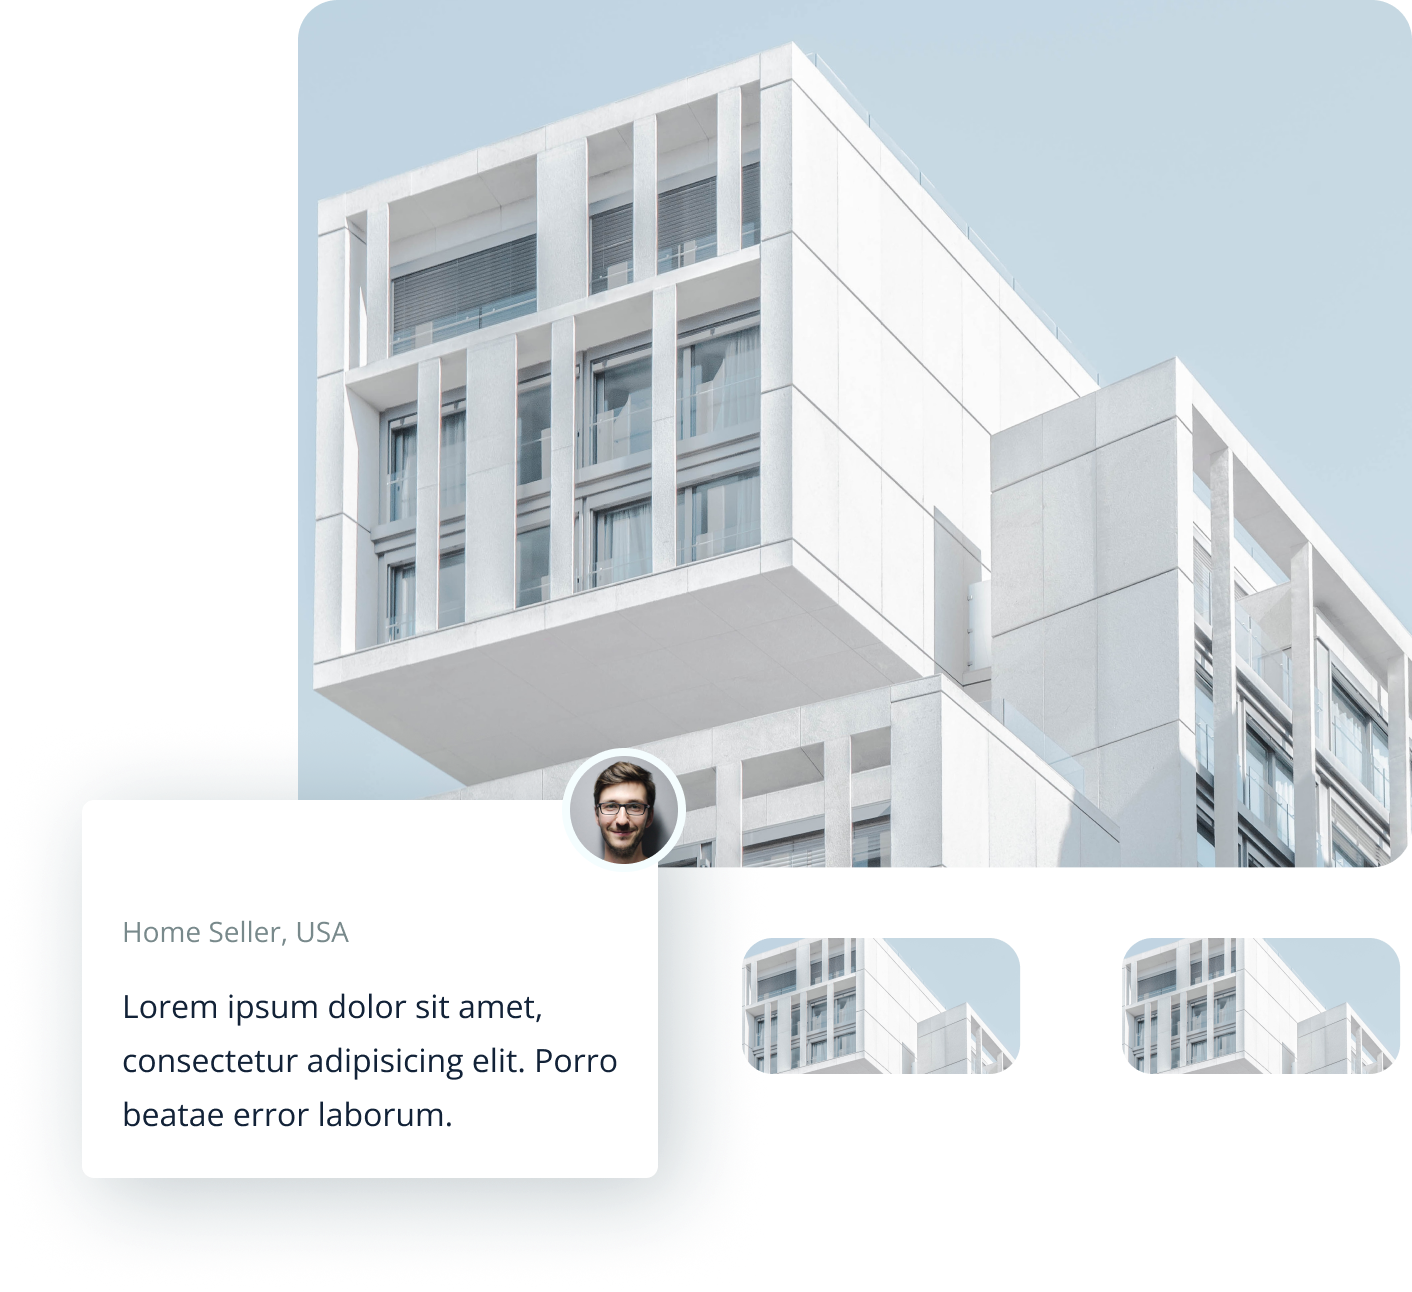 Home Seller, USA
Lorem ipsum dolor sit amet,
consectetur adipisicing elit. Porro
beatae error laborum.